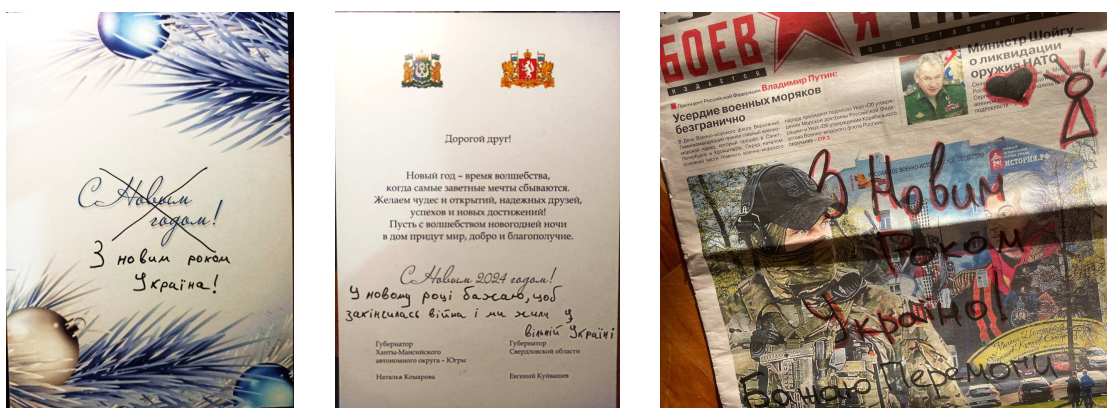 С Новым
годом!
З новим роком
Україна!
Дорогой друг!
Новый год – время волшебства,
когда самые заветные мечты сбываются.
Желаем чудес и открытий, надежных друзей,
успехов и новых достижений!
Пусть с волшебством новогодней ночи
в дом придут мир, добро и благополучие.
С Новым 2024 годом!
У новому році бажаю, щоб
закінчилась війна і ми жили у
вільній Україні
Губернатор
Ханты-Мансийского
автономного округа – Югры
Наталья Комарова
Губернатор
Свердловской области
Евгений Куйвашев
БОЕВ Я
ИЗДАЕТСЯ
ОБЩЕСТВЕННО
Министр Шойгу –
о ликвидации
оружия НАТО
Президент Российской Федерации Владимир Путин:
Усердие военных моряков
безгранично
ИСТОРИЯ.РФ
З Новим
Роком
Україно!
Бажаю Перемоги